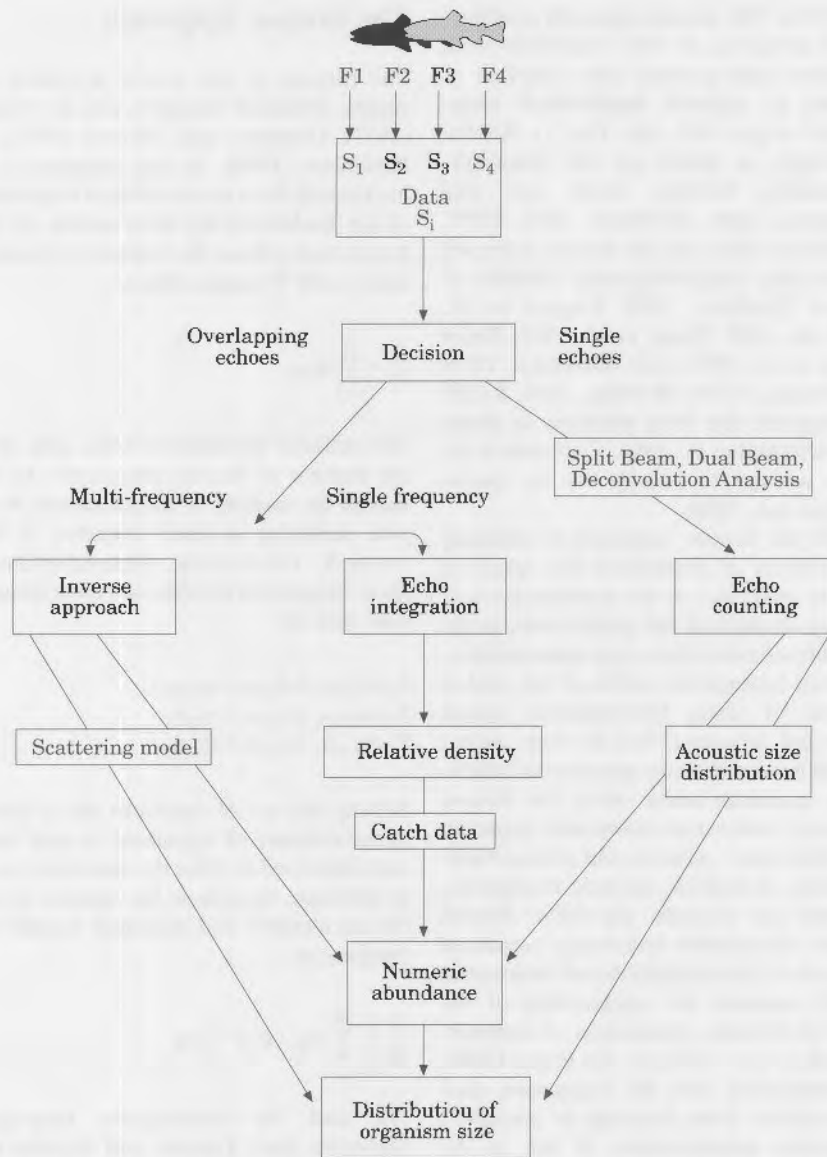 F1 F2 F3 F4
S1 S2 S3 S4
Data
Si
Overlapping
echoes
Decision
Single
echoes
Split Beam, Dual Beam,
Deconvolution Analysis
Multi-frequency
Single frequency
Inverse
approach
Echo
integration
Echo
counting
Scattering model
Relative density
Acoustic size
distribution
Catch data
Numeric
abundance
Distribution of
organism size